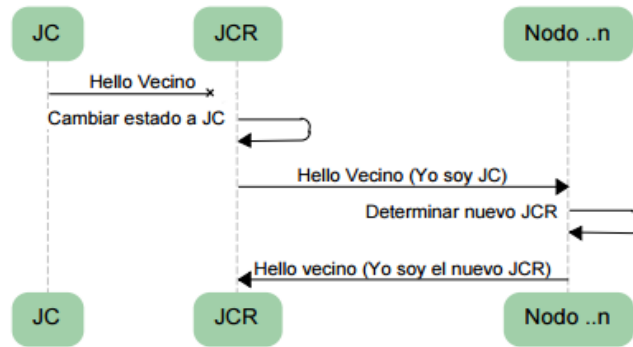 JC
JCR
Nodo ..n
Hello Vecino
Cambiar estado a JC
Hello Vecino (Yo soy JC)
Determinar nuevo JCR
Hello vecino (Yo soy el nuevo JCR)
JC
JCR
Nodo ..n